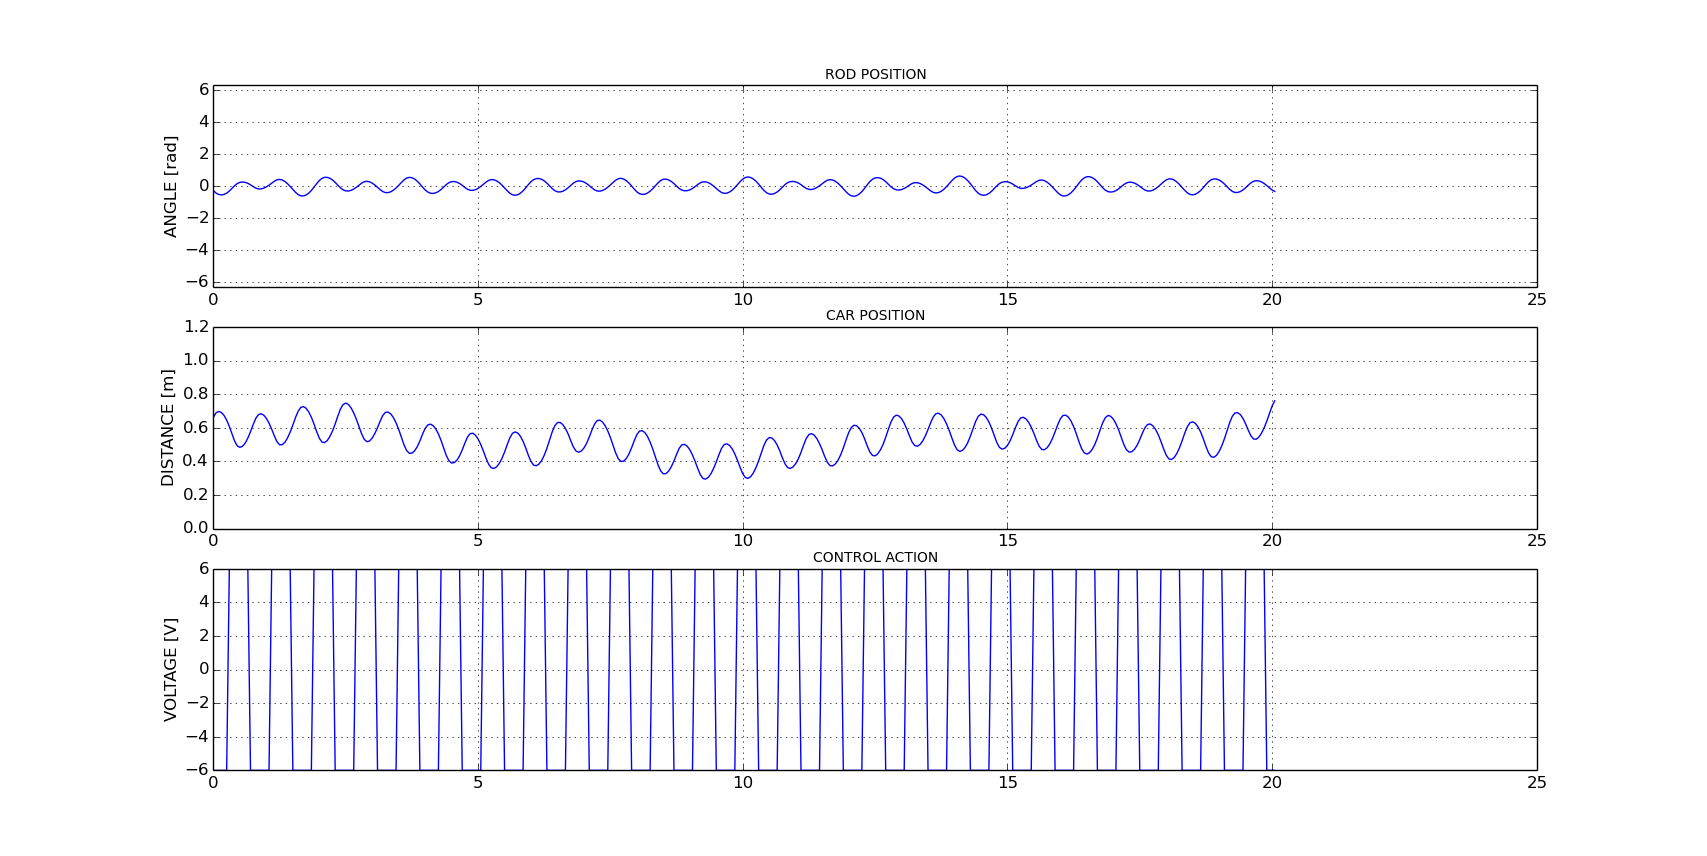 ROD POSITION
ANGLE [rad]
6
4
2
0
−2
−4
−6
0 5 10 15 20 25
CAR POSITION
DISTANCE [m]
1.2
1.0
0.8
0.6
0.4
0.2
0.0
0 5 10 15 20 25
CONTROL ACTION
VOLTAGE [V]
6
4
2
0
−2
−4
−6
0 5 10 15 20 25